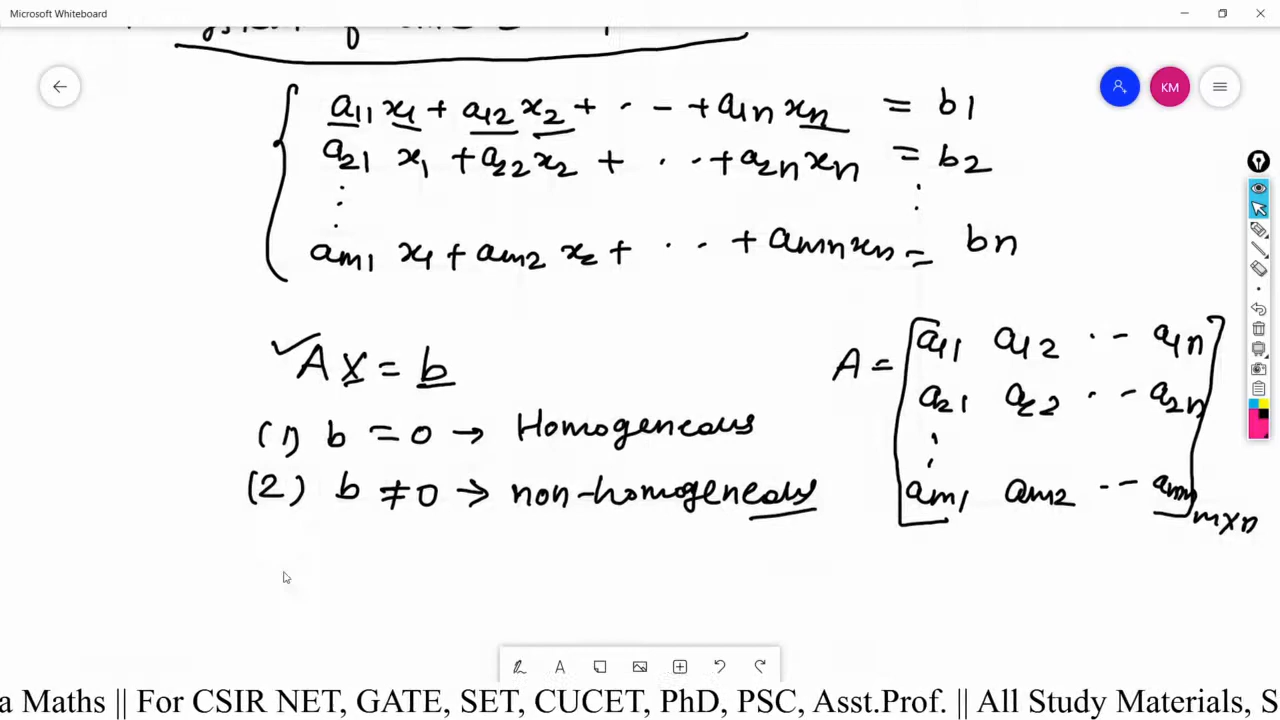 Microsoft Whiteboard
KM
a11 x1 + a12 x2 + · – + a1n xn = b1
a21 x1 + a22 x2 + · · + a2n xn = b2
⋮ ⋮
am1 x1 + am2 x2 + · · + amn xn = bn
✓AX = b
(1) b = 0 → Homogeneous
(2) b ≠ 0 → non-homogeneous
A = [a11 a12 ·– a1n
a21 a22 ·– a2n
⋮
am1 am2 ·– amn] m×n
a Maths || For CSIR NET, GATE, SET, CUCET, PhD, PSC, Asst.Prof. || All Study Materials, S